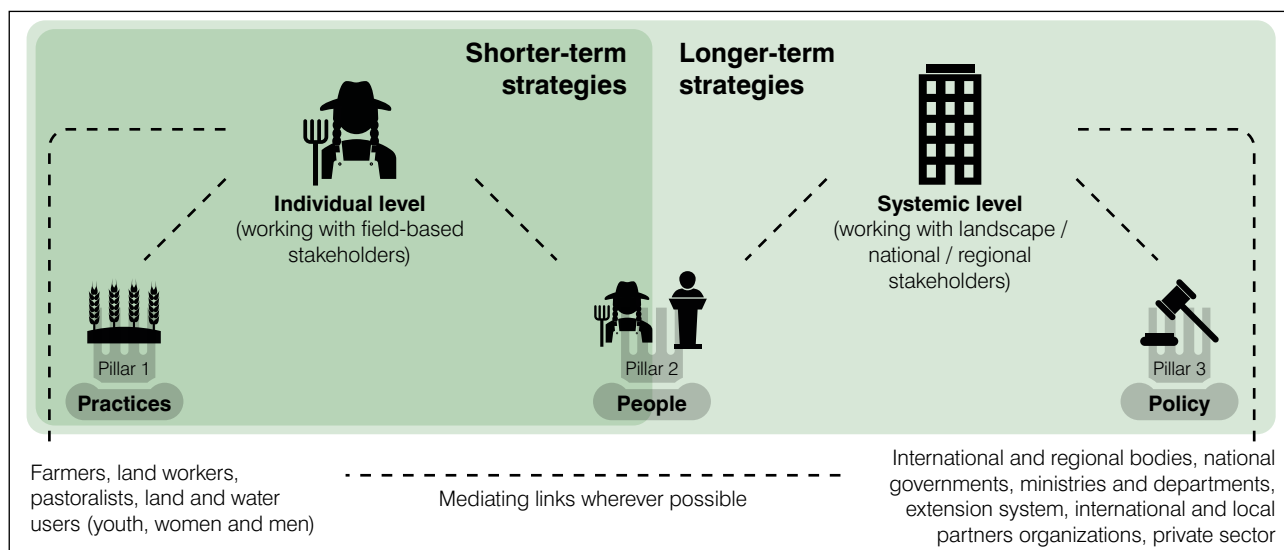 Shorter-term
strategies
Longer-term
strategies
Individual level
(working with field-based
stakeholders)
Systemic level
(working with landscape /
national / regional
stakeholders)
Pillar 1
Practices
Pillar 2
People
Pillar 3
Policy
Farmers, land workers,
pastoralists, land and water
users (youth, women and men)
Mediating links wherever possible
International and regional bodies, national
governments, ministries and departments,
extension system, international and local
partners organizations, private sector